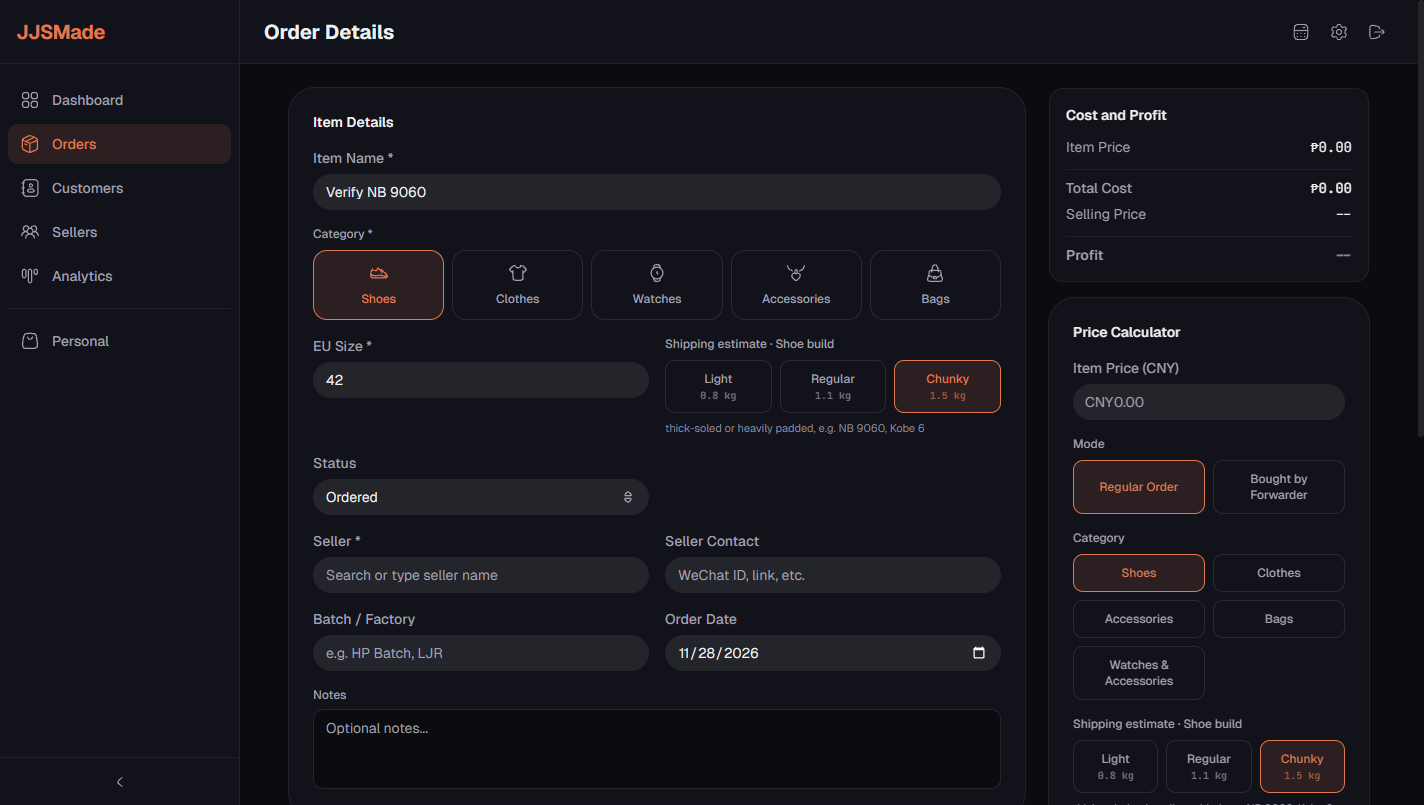 JJSMade
Order Details
Dashboard
Orders
Customers
Sellers
Analytics
Personal
Item Details
Item Name *
Verify NB 9060
Category *
Shoes
Clothes
Watches
Accessories
Bags
EU Size *
42
Shipping estimate · Shoe build
Light
0.8 kg
Regular
1.1 kg
Chunky
1.5 kg
thick-soled or heavily padded, e.g. NB 9060, Kobe 6
Status
Ordered
Seller *
Search or type seller name
Seller Contact
WeChat ID, link, etc.
Batch / Factory
e.g. HP Batch, LJR
Order Date
11/28/2026
Notes
Optional notes...
Cost and Profit
Item Price ₱0.00
Total Cost ₱0.00
Selling Price --
Profit --
Price Calculator
Item Price (CNY)
CNY0.00
Mode
Regular Order
Bought by
Forwarder
Category
Shoes
Clothes
Accessories
Bags
Watches &
Accessories
Shipping estimate · Shoe build
Light
0.8 kg
Regular
1.1 kg
Chunky
1.5 kg